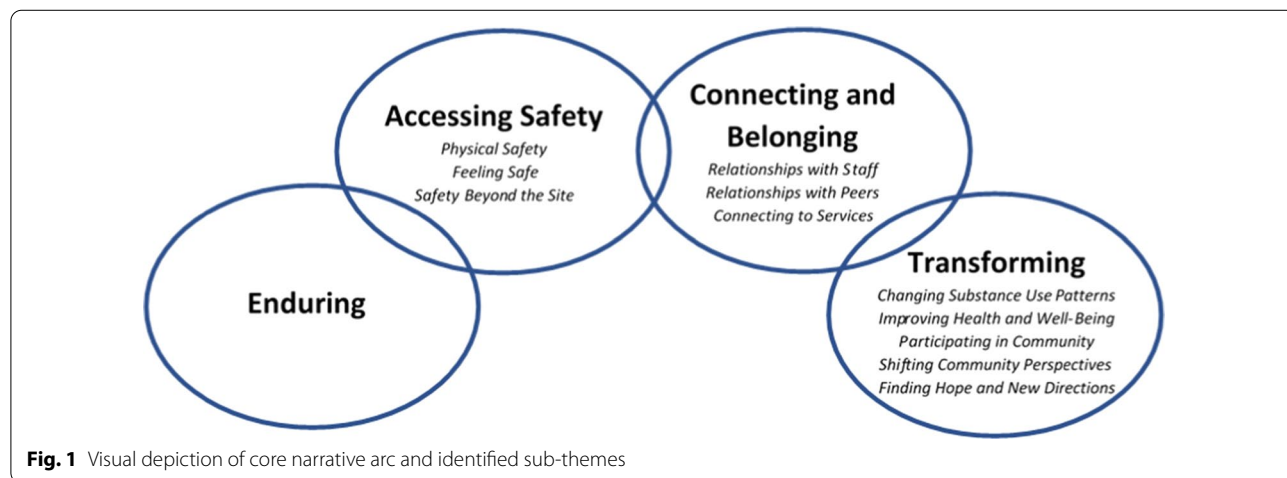 Accessing Safety
Physical Safety
Feeling Safe
Safety Beyond the Site
Connecting and
Belonging
Relationships with Staff
Relationships with Peers
Connecting to Services
Enduring
Transforming
Changing Substance Use Patterns
Improving Health and Well-Being
Participating in Community
Shifting Community Perspectives
Finding Hope and New Directions
Fig. 1 Visual depiction of core narrative arc and identified sub-themes